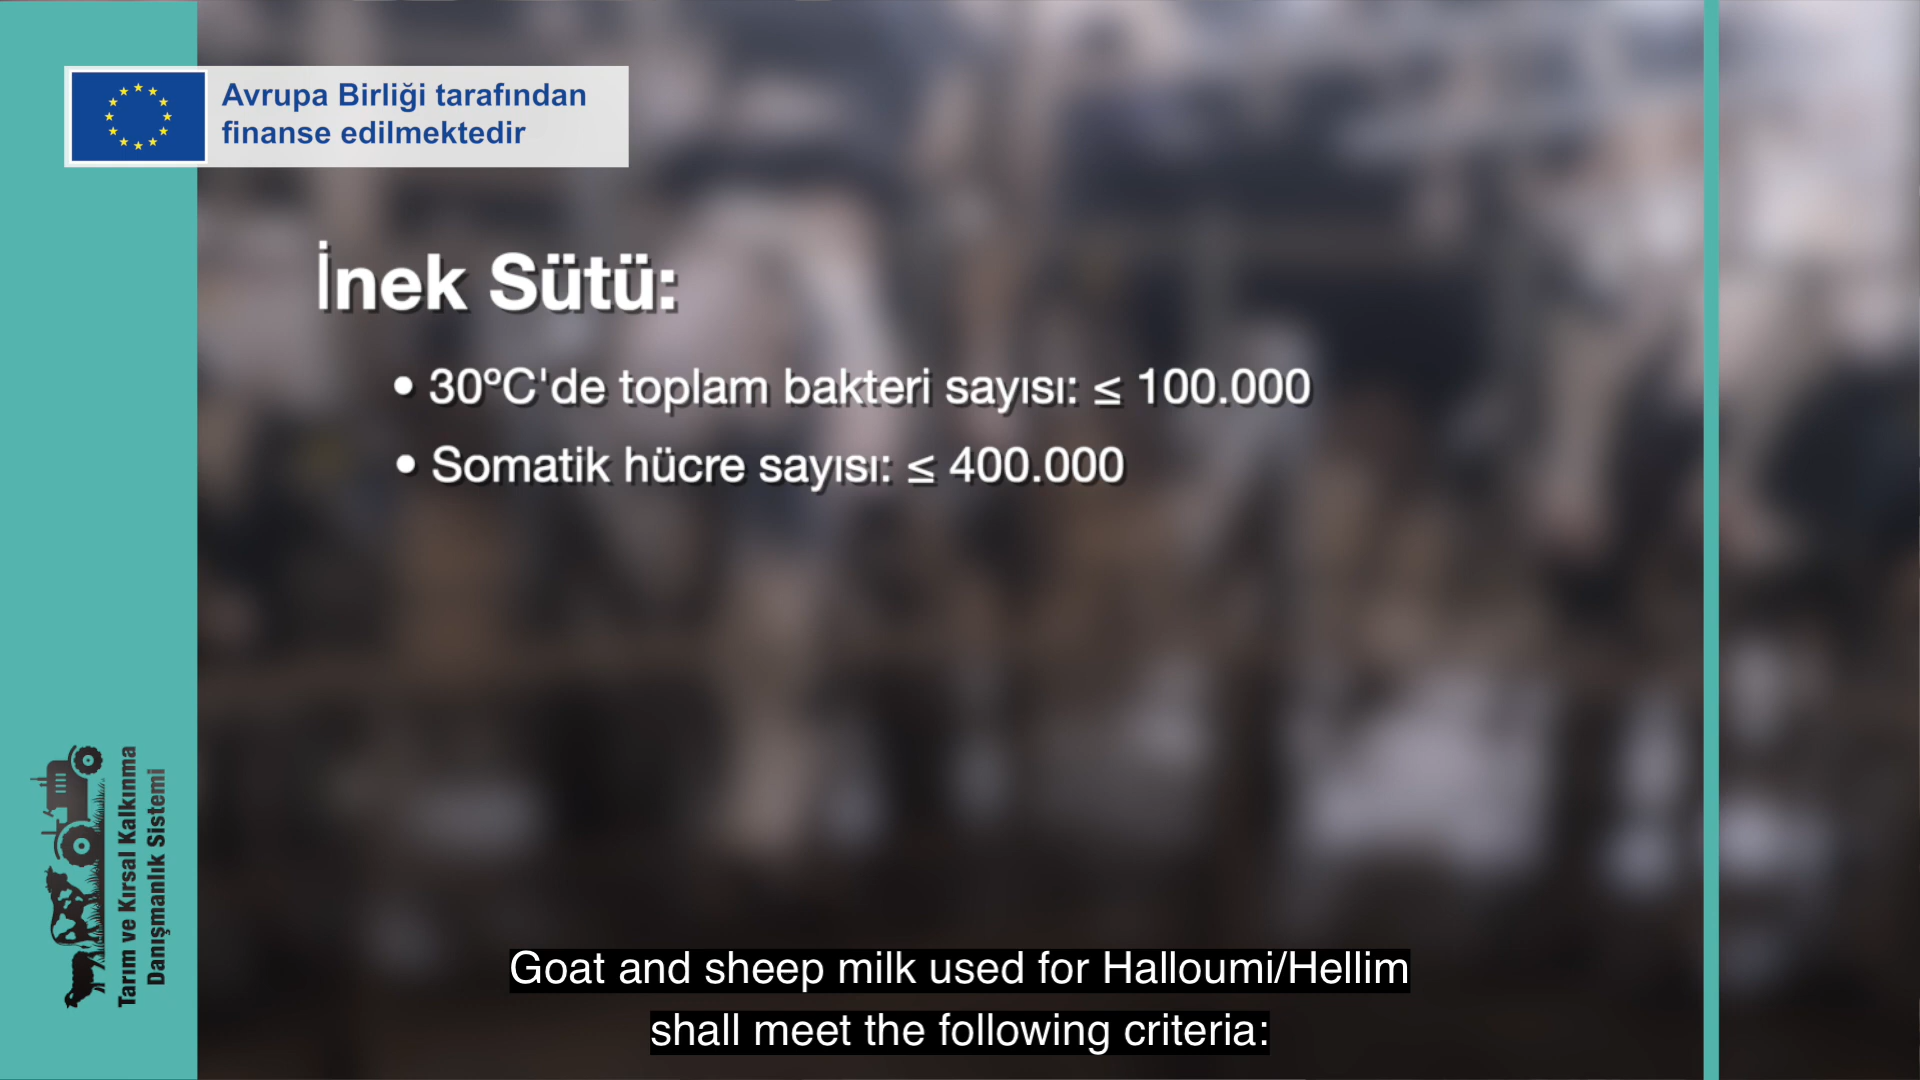 Avrupa Birliği tarafından
finanse edilmektedir
İnek Sütü:
• 30ºC'de toplam bakteri sayısı: ≤ 100.000
• Somatik hücre sayısı: ≤ 400.000
Tarım ve Kırsal Kalkınma
Danışmanlık Sistemi
Goat and sheep milk used for Halloumi/Hellim
shall meet the following criteria: